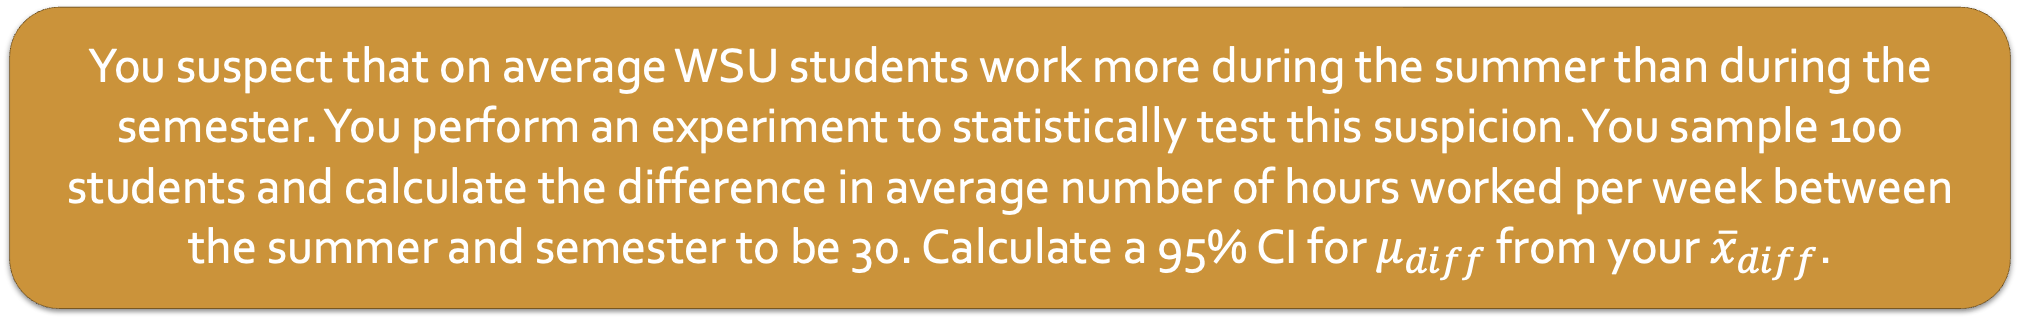 You suspect that on average WSU students work more during the summer than during the
semester. You perform an experiment to statistically test this suspicion. You sample 100
students and calculate the difference in average number of hours worked per week between
the summer and semester to be 30. Calculate a 95% CI for μ_diff from your x̄_diff.